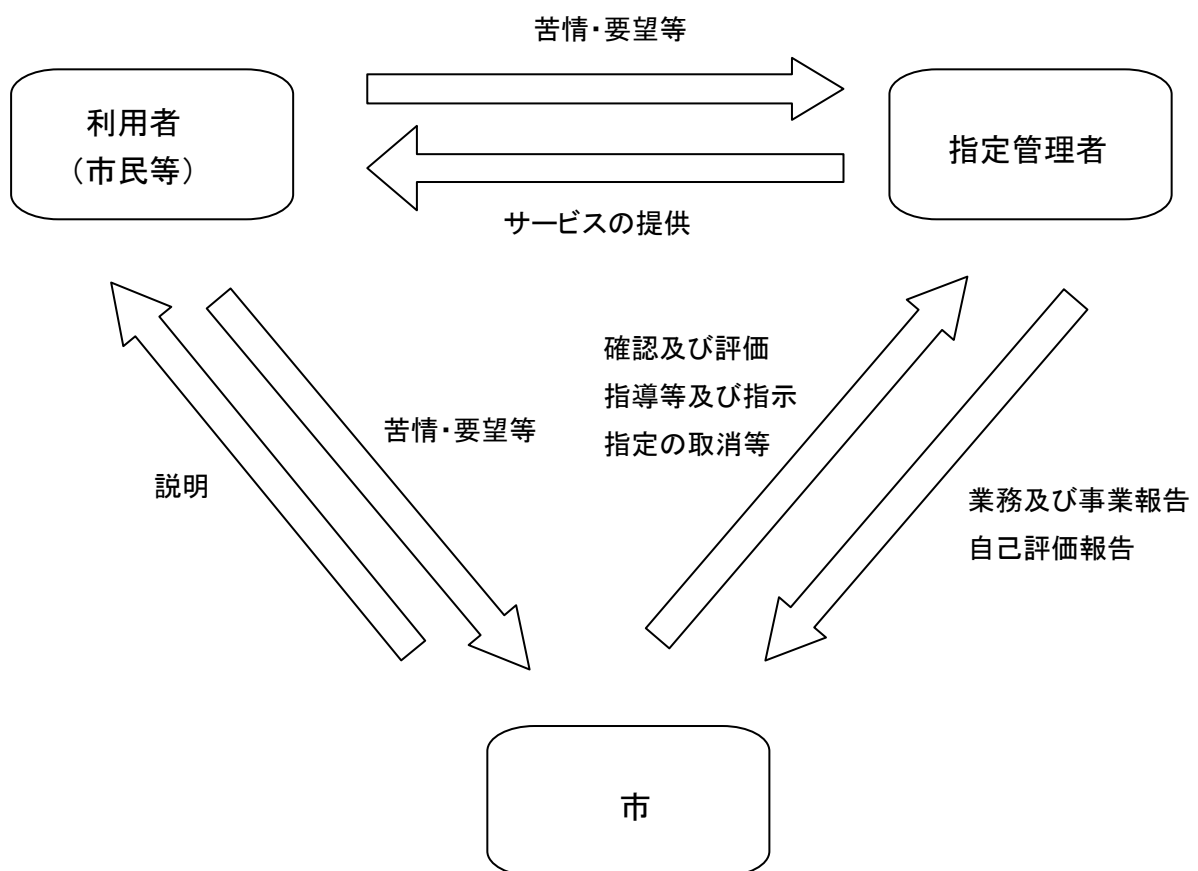 苦情・要望等
利用者
（市民等）
指定管理者
サービスの提供
確認及び評価
指導等及び指示
指定の取消等
苦情・要望等
説明
業務及び事業報告
自己評価報告
市